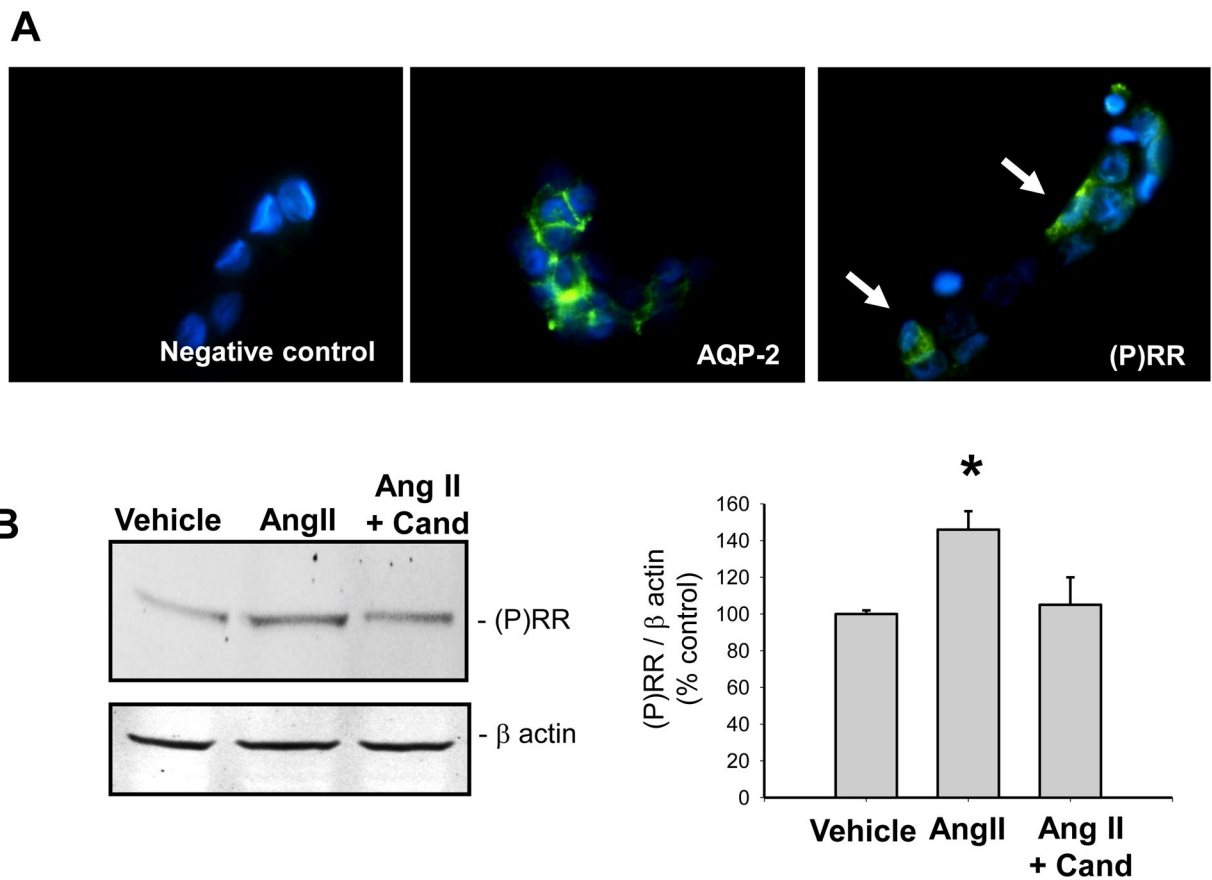 A
Negative control
AQP-2
(P)RR
B
Vehicle
AngII
Ang II
+ Cand
- (P)RR
- β actin
*
(P)RR / β actin
(% control)
160
140
120
100
80
60
40
20
0
Vehicle
AngII
Ang II
+ Cand